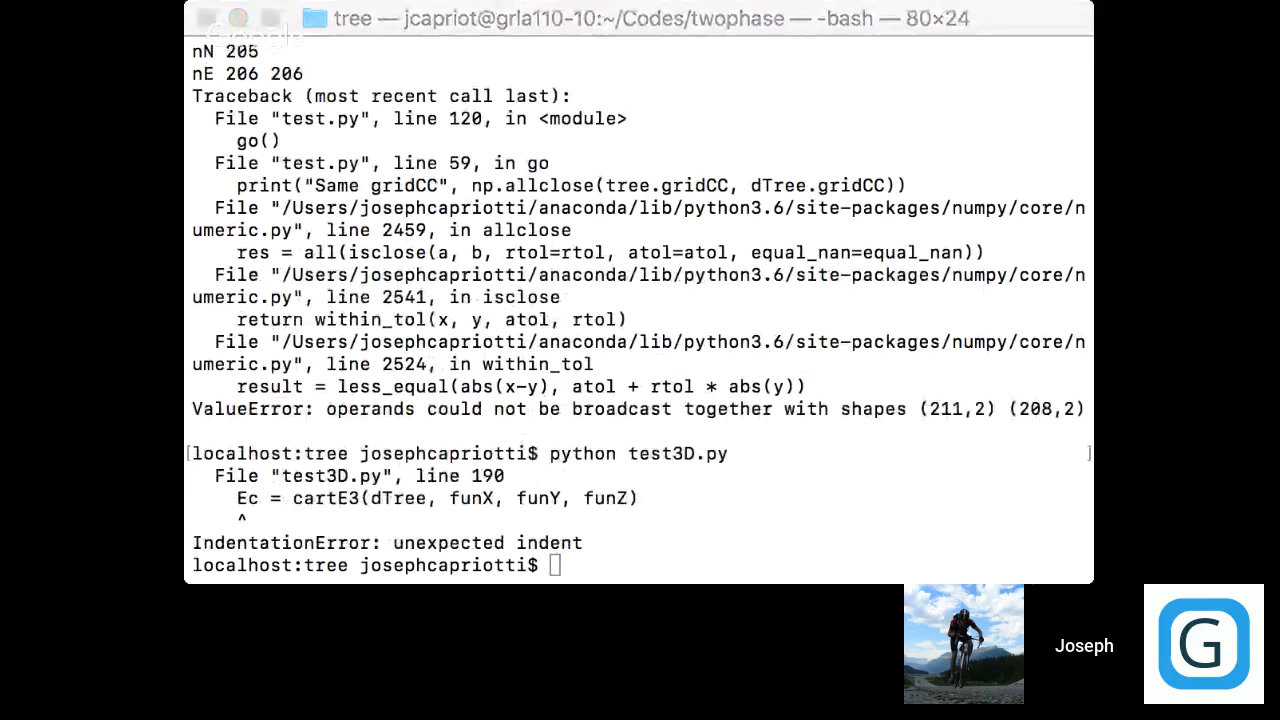 tree — jcapriot@grla110-10:~/Codes/twophase — -bash — 80×24
Google
nN 205
nE 206 206
Traceback (most recent call last):
  File "test.py", line 120, in <module>
    go()
  File "test.py", line 59, in go
    print("Same gridCC", np.allclose(tree.gridCC, dTree.gridCC))
  File "/Users/josephcapriotti/anaconda/lib/python3.6/site-packages/numpy/core/n
umeric.py", line 2459, in allclose
    res = all(isclose(a, b, rtol=rtol, atol=atol, equal_nan=equal_nan))
  File "/Users/josephcapriotti/anaconda/lib/python3.6/site-packages/numpy/core/n
umeric.py", line 2541, in isclose
    return within_tol(x, y, atol, rtol)
  File "/Users/josephcapriotti/anaconda/lib/python3.6/site-packages/numpy/core/n
umeric.py", line 2524, in within_tol
    result = less_equal(abs(x-y), atol + rtol * abs(y))
ValueError: operands could not be broadcast together with shapes (211,2) (208,2)
[localhost:tree josephcapriotti$ python test3D.py ]
  File "test3D.py", line 190
    Ec = cartE3(dTree, funX, funY, funZ)
    ^
IndentationError: unexpected indent
localhost:tree josephcapriotti$
Joseph
G